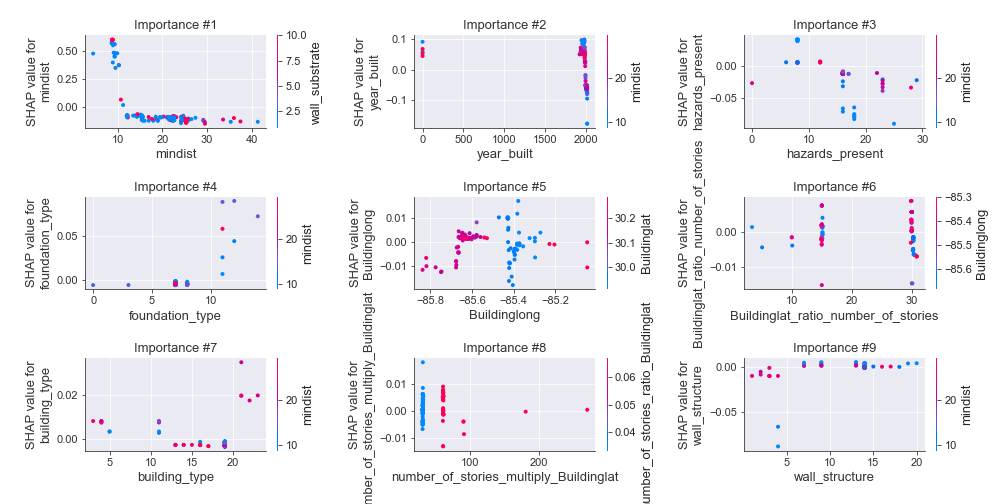 Importance #1
SHAP value for
mindist
0.50
0.25
0.00
10
20
30
40
mindist
10.0
7.5
5.0
2.5
wall_substrate
Importance #2
SHAP value for
year_built
0.1
0.0
−0.1
0
500
1000
1500
2000
year_built
20
10
mindist
Importance #3
SHAP value for
hazards_present
0.00
−0.05
0
10
20
30
hazards_present
20
10
mindist
Importance #4
SHAP value for
foundation_type
0.05
0.00
0
5
10
foundation_type
20
10
mindist
Importance #5
SHAP value for
Buildinglong
0.01
0.00
−0.01
−85.8
−85.6
−85.4
−85.2
Buildinglong
30.2
30.1
30.0
Buildinglat
Importance #6
SHAP value for
Buildinglat_ratio_number_of_stories
0.00
−0.01
10
20
30
Buildinglat_ratio_number_of_stories
−85.3
−85.4
−85.5
−85.6
Buildinglong
Importance #7
SHAP value for
building_type
0.02
0.00
5
10
15
20
building_type
20
10
mindist
Importance #8
SHAP value for
number_of_stories_multiply_Buildinglat
0.01
0.00
−0.01
100
200
number_of_stories_multiply_Buildinglat
0.06
0.05
0.04
number_of_stories_ratio_Buildinglat
Importance #9
SHAP value for
wall_structure
0.00
−0.05
5
10
15
20
wall_structure
20
10
mindist